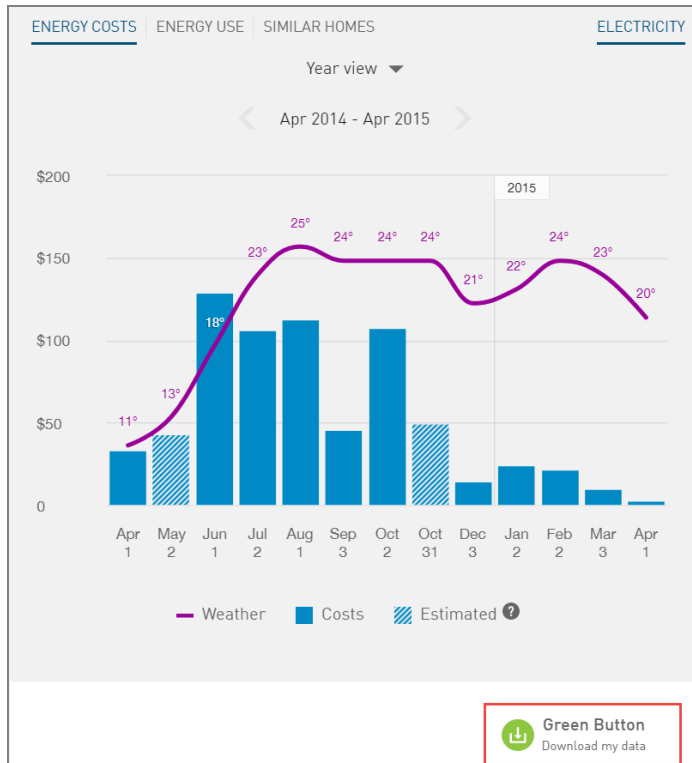 ENERGY COSTS ENERGY USE SIMILAR HOMES ELECTRICITY
Year view
Apr 2014 - Apr 2015
$200
2015
25°
24° 24° 24° 24°
23° 23°
22°
21°
20°
$150
18°
$100
13°
11°
$50
0
Apr May Jun Jul Aug Sep Oct Oct Dec Jan Feb Mar Apr
1 2 1 2 1 3 2 31 3 2 2 3 1
Weather Costs Estimated ?
Green Button
Download my data